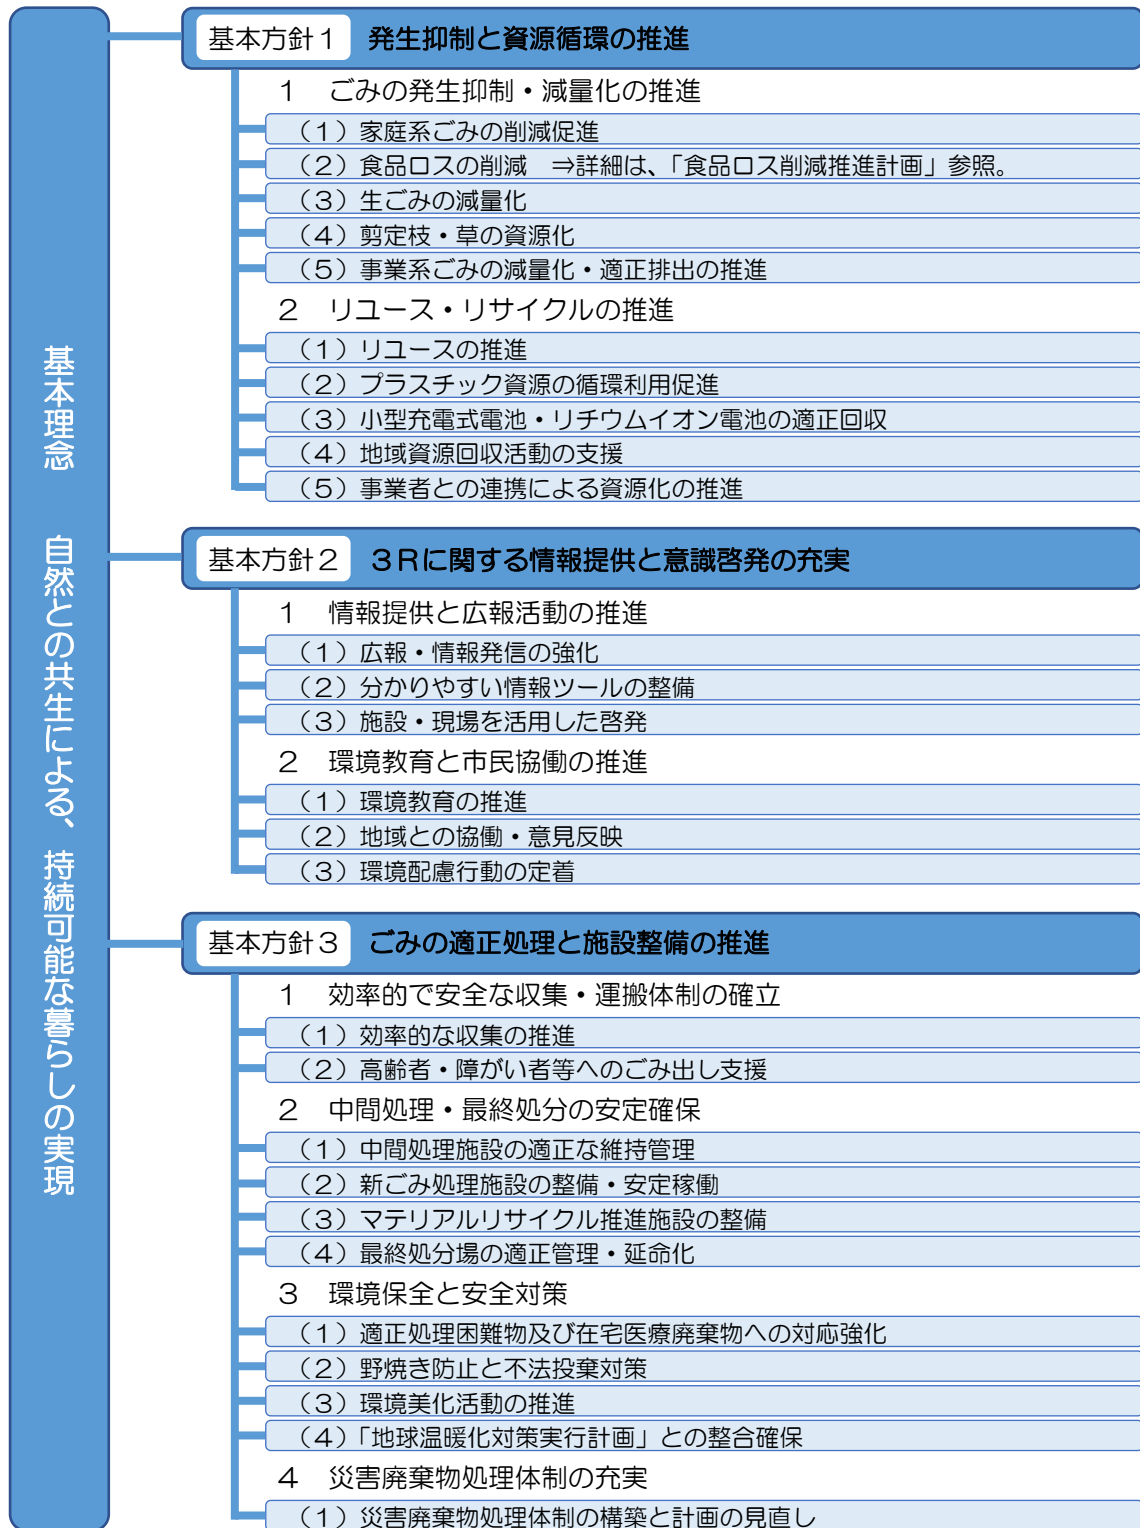 基本理念　自然との共生による、持続可能な暮らしの実現
基本方針１　発生抑制と資源循環の推進
１　ごみの発生抑制・減量化の推進
（１）家庭系ごみの削減促進
（２）食品ロスの削減　⇒詳細は、「食品ロス削減推進計画」参照。
（３）生ごみの減量化
（４）剪定枝・草の資源化
（５）事業系ごみの減量化・適正排出の推進
２　リユース・リサイクルの推進
（１）リユースの推進
（２）プラスチック資源の循環利用促進
（３）小型充電式電池・リチウムイオン電池の適正回収
（４）地域資源回収活動の支援
（５）事業者との連携による資源化の推進
基本方針２　３Ｒに関する情報提供と意識啓発の充実
１　情報提供と広報活動の推進
（１）広報・情報発信の強化
（２）分かりやすい情報ツールの整備
（３）施設・現場を活用した啓発
２　環境教育と市民協働の推進
（１）環境教育の推進
（２）地域との協働・意見反映
（３）環境配慮行動の定着
基本方針３　ごみの適正処理と施設整備の推進
１　効率的で安全な収集・運搬体制の確立
（１）効率的な収集の推進
（２）高齢者・障がい者等へのごみ出し支援
２　中間処理・最終処分の安定確保
（１）中間処理施設の適正な維持管理
（２）新ごみ処理施設の整備・安定稼働
（３）マテリアルリサイクル推進施設の整備
（４）最終処分場の適正管理・延命化
３　環境保全と安全対策
（１）適正処理困難物及び在宅医療廃棄物への対応強化
（２）野焼き防止と不法投棄対策
（３）環境美化活動の推進
（４）「地球温暖化対策実行計画」との整合確保
４　災害廃棄物処理体制の充実
（１）災害廃棄物処理体制の構築と計画の見直し